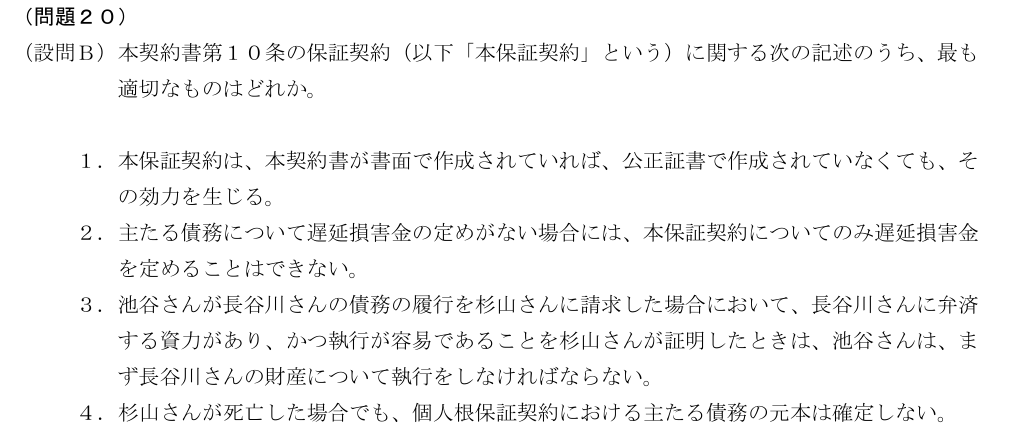 （問題２０）
（設問Ｂ）本契約書第１０条の保証契約（以下「本保証契約」という）に関する次の記述のうち、最も
適切なものはどれか。
１．本保証契約は、本契約書が書面で作成されていれば、公正証書で作成されていなくても、そ
の効力を生じる。
２．主たる債務について遅延損害金の定めがない場合には、本保証契約についてのみ遅延損害金
を定めることはできない。
３．池谷さんが長谷川さんの債務の履行を杉山さんに請求した場合において、長谷川さんに弁済
する資力があり、かつ執行が容易であることを杉山さんが証明したときは、池谷さんは、ま
ず長谷川さんの財産について執行をしなければならない。
４．杉山さんが死亡した場合でも、個人根保証契約における主たる債務の元本は確定しない。